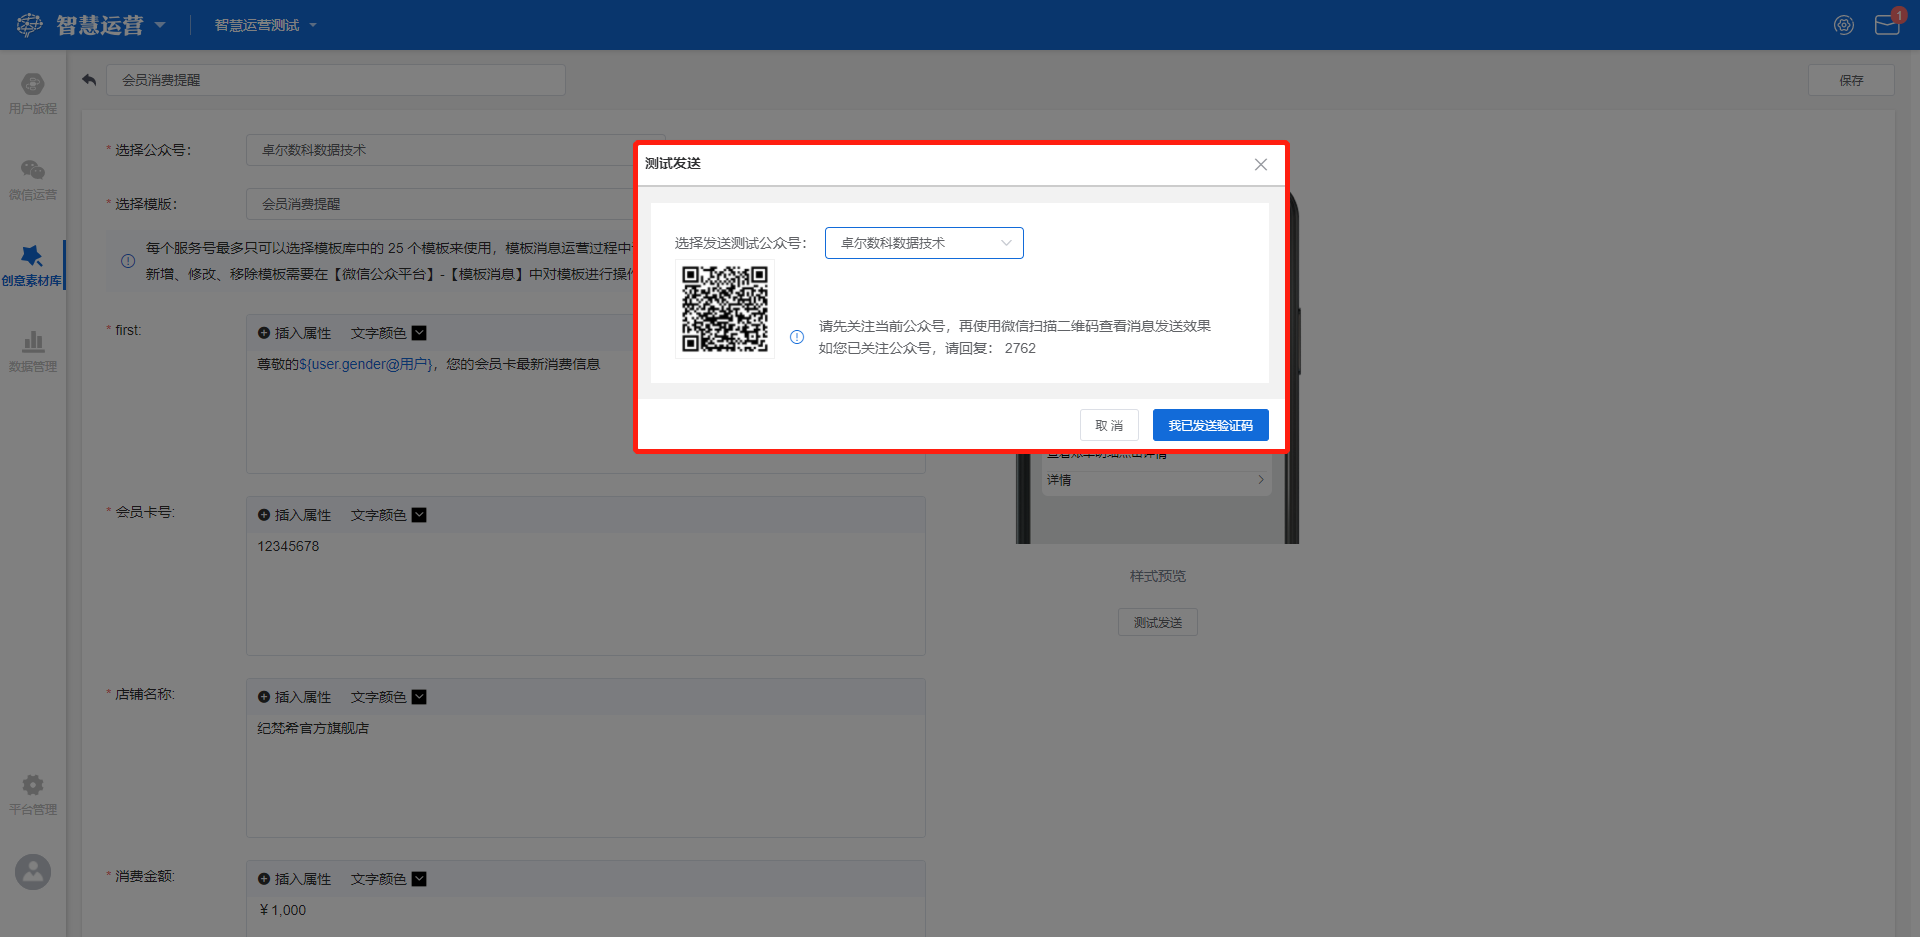 智慧运营
智慧运营测试
1
用户旅程
微信运营
创意素材库
数据管理
平台管理
会员消费提醒
保存
* 选择公众号：
卓尔数科数据技术
* 选择模版：
会员消费提醒
每个服务号最多只可以选择模板库中的 25 个模板来使用，模板消息运营过程中
新增、修改、移除模板需要在【微信公众平台】-【模板消息】中对模板进行操作
* first:
插入属性 文字颜色
尊敬的${user.gender@用户}，您的会员卡最新消费信息
* 会员卡号:
插入属性 文字颜色
12345678
* 店铺名称:
插入属性 文字颜色
纪梵希官方旗舰店
* 消费金额:
插入属性 文字颜色
￥1,000
测试发送
选择发送测试公众号：
卓尔数科数据技术
请先关注当前公众号，再使用微信扫描二维码查看消息发送效果
如您已关注公众号，请回复： 2762
取 消
我已发送验证码
详情
样式预览
测试发送